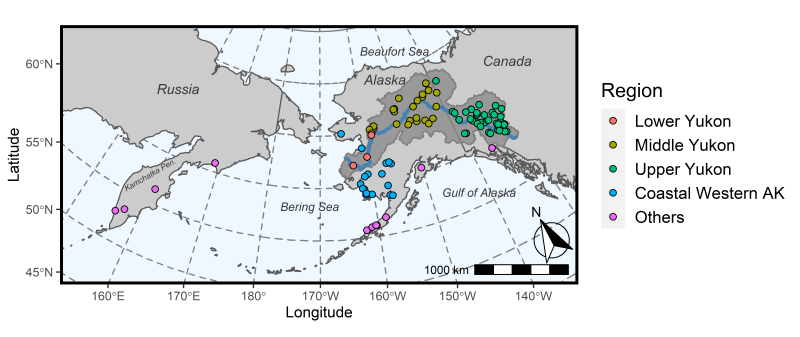 Beaufort Sea
Canada
60°N
Alaska
Russia
Region
Lower Yukon
Middle Yukon
Upper Yukon
Coastal Western AK
Others
55°N
Latitude
Kamchatka Pen.
Gulf of Alaska
Bering Sea
50°N
N
1000 km
45°N
160°E
170°E
180°
170°W
160°W
150°W
140°W
Longitude